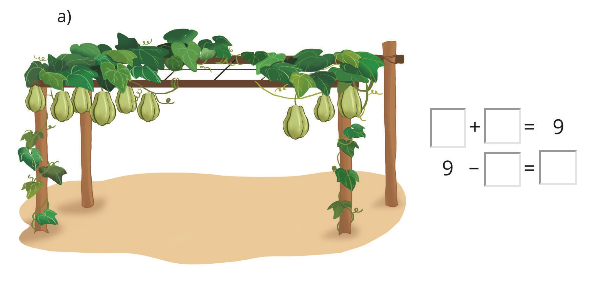 a)
+ = 9
9 - =